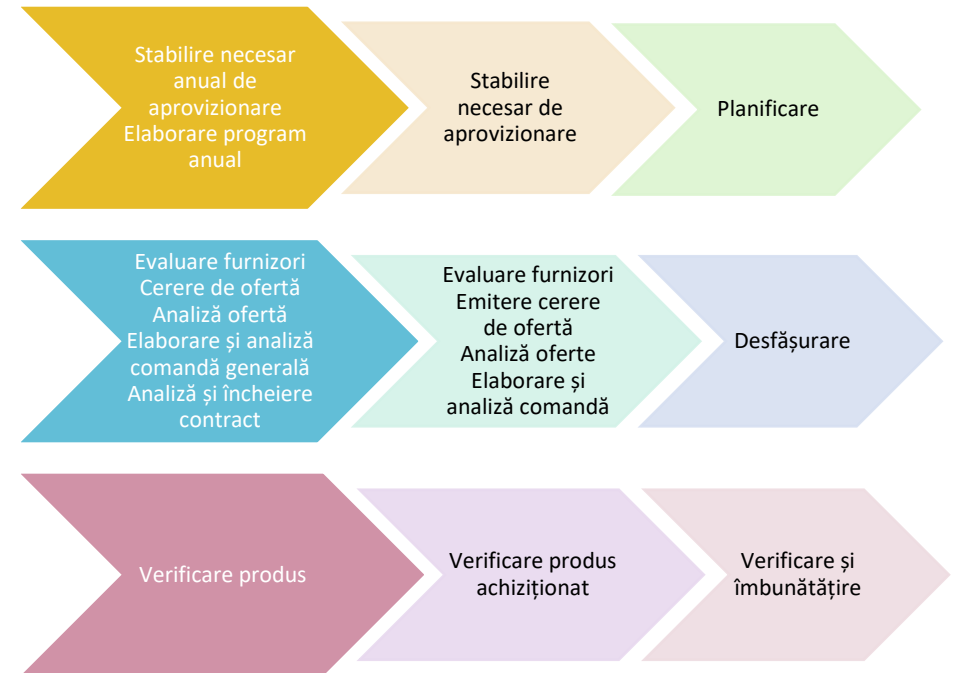 Stabilire necesar
anual de
aprovizionare
Elaborare program
anual
Stabilire
necesar de
aprovizionare
Planificare
Evaluare furnizori
Cerere de ofertă
Analiză ofertă
Elaborare și analiză
comandă generală
Analiză și încheiere
contract
Evaluare furnizori
Emitere cerere
de ofertă
Analiză oferte
Elaborare și
analiză comandă
Desfășurare
Verificare produs
Verificare produs
achiziționat
Verificare și
îmbunătățire